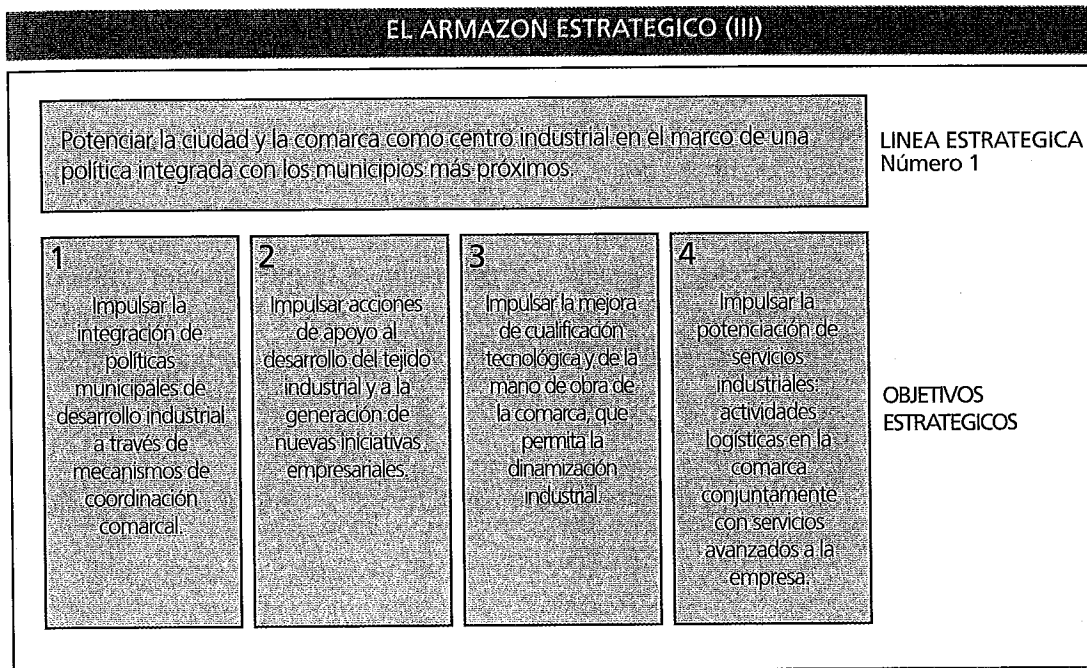 EL ARMAZON ESTRATEGICO (III)
Potenciar la ciudad y la comarca como centro industrial en el marco de una
política integrada con los municipios más próximos.
LINEA ESTRATEGICA
Número 1
1
Impulsar la
integración de
políticas
municipales de
desarrollo industrial
a través de
mecanismos de
coordinación
comarcal.
2
Impulsar acciones
de apoyo al
desarrollo del tejido
industrial y a la
generación de
nuevas iniciativas
empresariales.
3
Impulsar la mejora
de cualificación
tecnológica y de la
mano de obra de
la comarca, que
permita la
dinamización
industrial.
4
Impulsar la
potenciación de
servicios
industriales:
actividades
logísticas en la
comarca
conjuntamente
con servicios
avanzados a la
empresa.
OBJETIVOS
ESTRATEGICOS